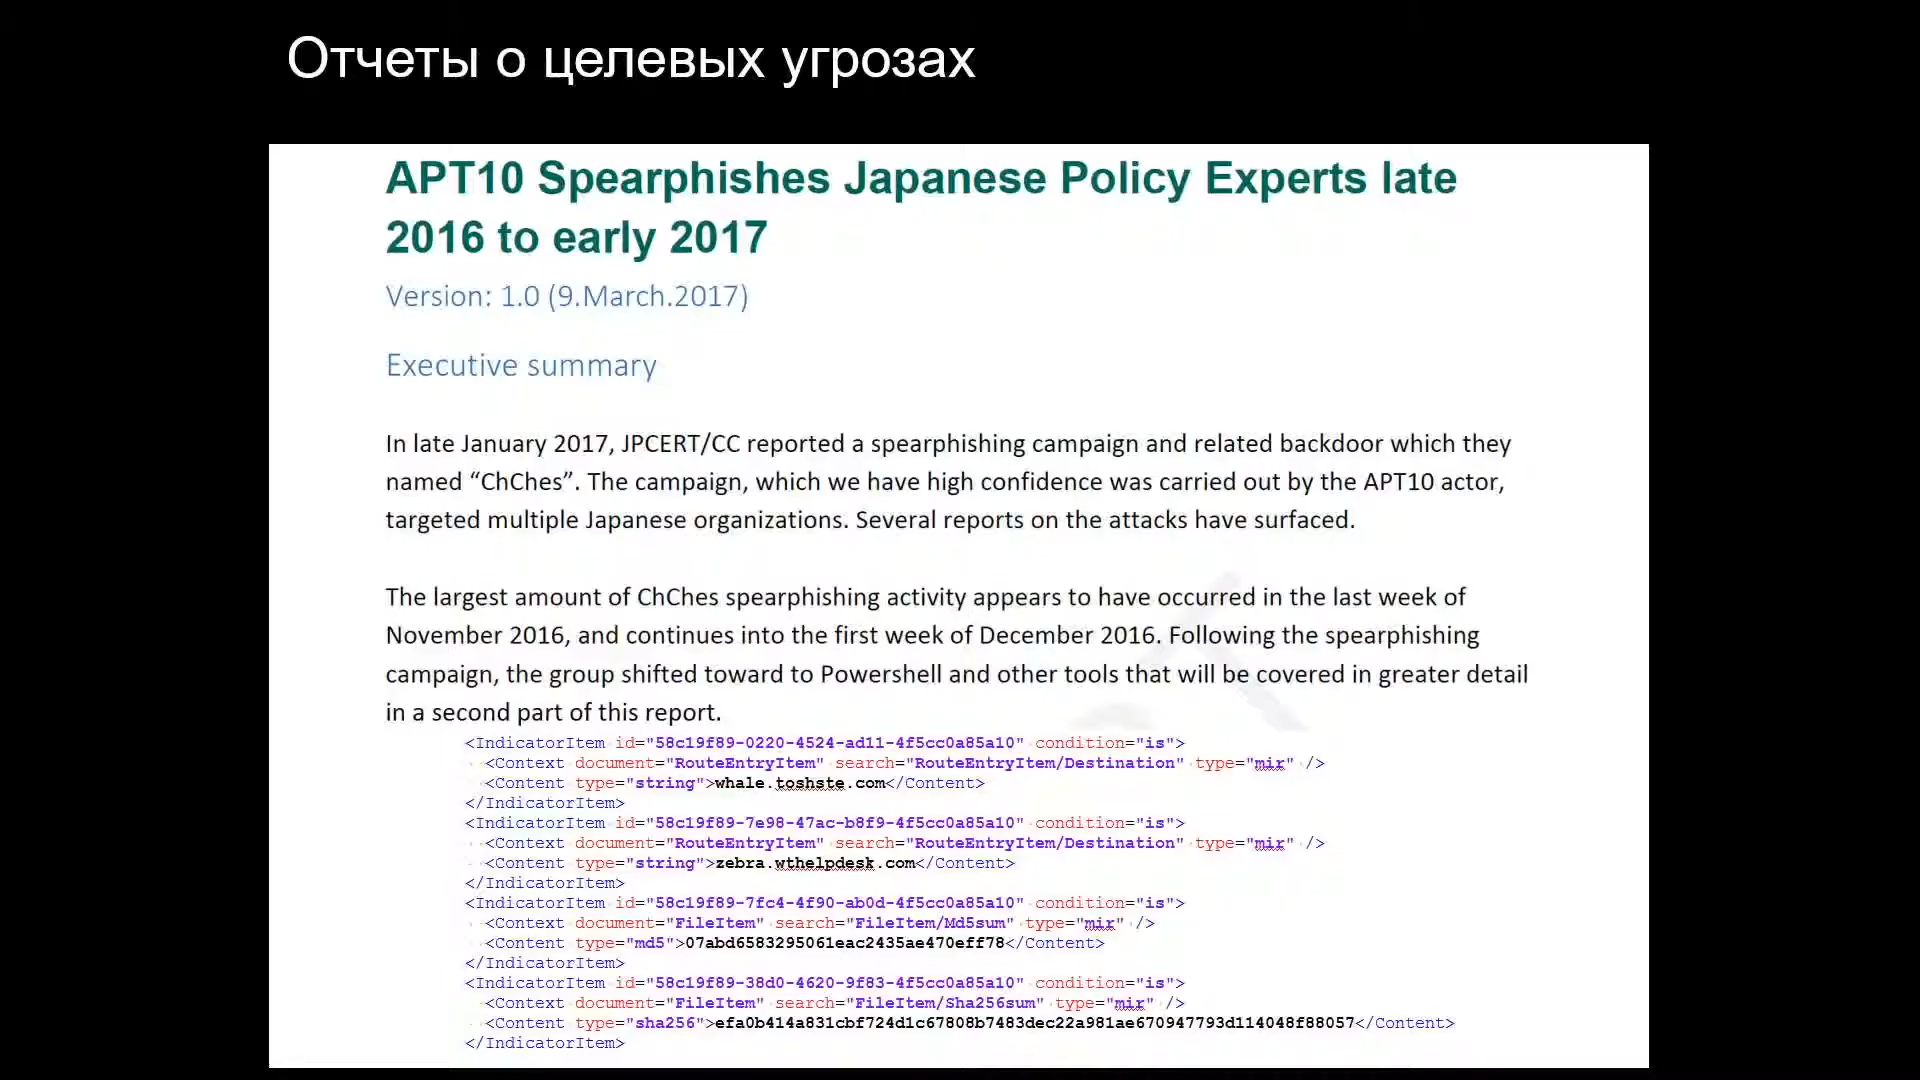 Отчеты о целевых угрозах
APT10 Spearphishes Japanese Policy Experts late
2016 to early 2017
Version: 1.0 (9.March.2017)
Executive summary
In late January 2017, JPCERT/CC reported a spearphishing campaign and related backdoor which they
named “ChChes”. The campaign, which we have high confidence was carried out by the APT10 actor,
targeted multiple Japanese organizations. Several reports on the attacks have surfaced.
The largest amount of ChChes spearphishing activity appears to have occurred in the last week of
November 2016, and continues into the first week of December 2016. Following the spearphishing
campaign, the group shifted toward to Powershell and other tools that will be covered in greater detail
in a second part of this report.
<IndicatorItem id="58c19f89-0220-4524-ad11-4f5cc0a85a10" condition="is">
<Context document="RouteEntryItem" search="RouteEntryItem/Destination" type="mir" />
<Content type="string">whale.toshste.com</Content>
</IndicatorItem>
<IndicatorItem id="58c19f89-7e98-47ac-b8f9-4f5cc0a85a10" condition="is">
<Context document="RouteEntryItem" search="RouteEntryItem/Destination" type="mir" />
<Content type="string">zebra.wthelpdesk.com</Content>
</IndicatorItem>
<IndicatorItem id="58c19f89-7fc4-4f90-ab0d-4f5cc0a85a10" condition="is">
<Context document="FileItem" search="FileItem/Md5sum" type="mir" />
<Content type="md5">07abd6583295061eac2435ae470eff78</Content>
</IndicatorItem>
<IndicatorItem id="58c19f89-38d0-4620-9f83-4f5cc0a85a10" condition="is">
<Context document="FileItem" search="FileItem/Sha256sum" type="mir" />
<Content type="sha256">efa0b414a831cbf724d1c67808b7483dec22a981ae670947793d114048f88057</Content>
</IndicatorItem>